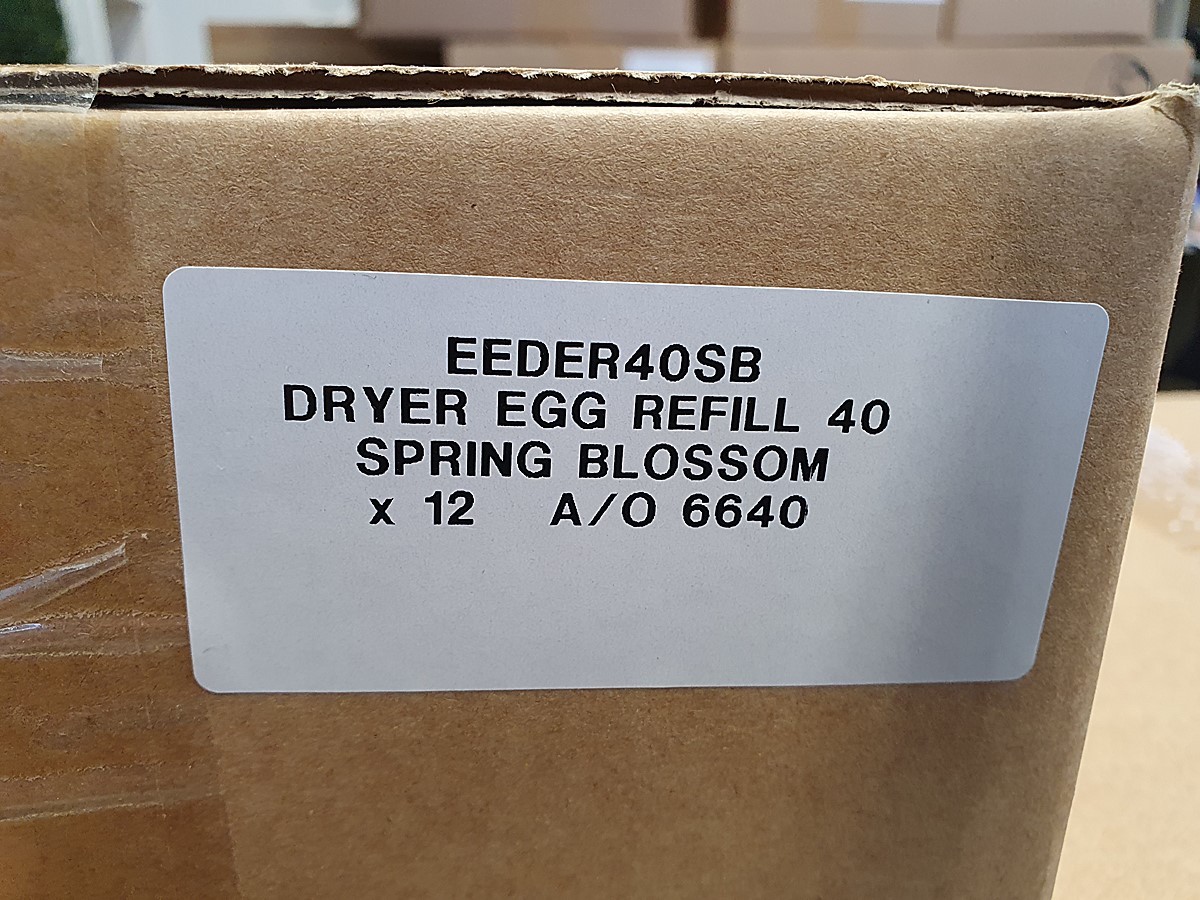 EEDER40SB
DRYER EGG REFILL 40
SPRING BLOSSOM
x 12 A/O 6640